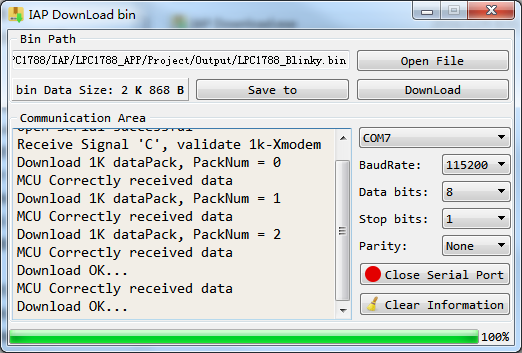 IAP DownLoad bin
Bin Path
PC1788/IAP/LPC1788_APP/Project/Output/LPC1788_Blinky.bin
Open File
bin Data Size: 2 K 868 B
Save to
DownLoad
Communication Area
Open Serial Successful
Receive Signal 'C', validate 1k-Xmodem
Download 1K dataPack, PackNum = 0
MCU Correctly received data
Download 1K dataPack, PackNum = 1
MCU Correctly received data
Download 1K dataPack, PackNum = 2
MCU Correctly received data
Download OK...
MCU Correctly received data
Download OK...
COM7
BaudRate: 115200
Data bits: 8
Stop bits: 1
Parity: None
Close Serial Port
Clear Information
100%